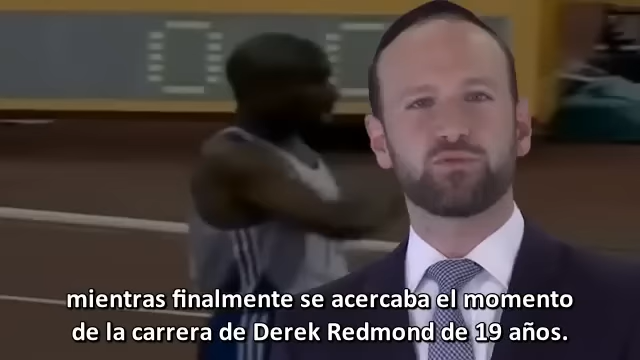 mientras finalmente se acercaba el momento
de la carrera de Derek Redmond de 19 años.